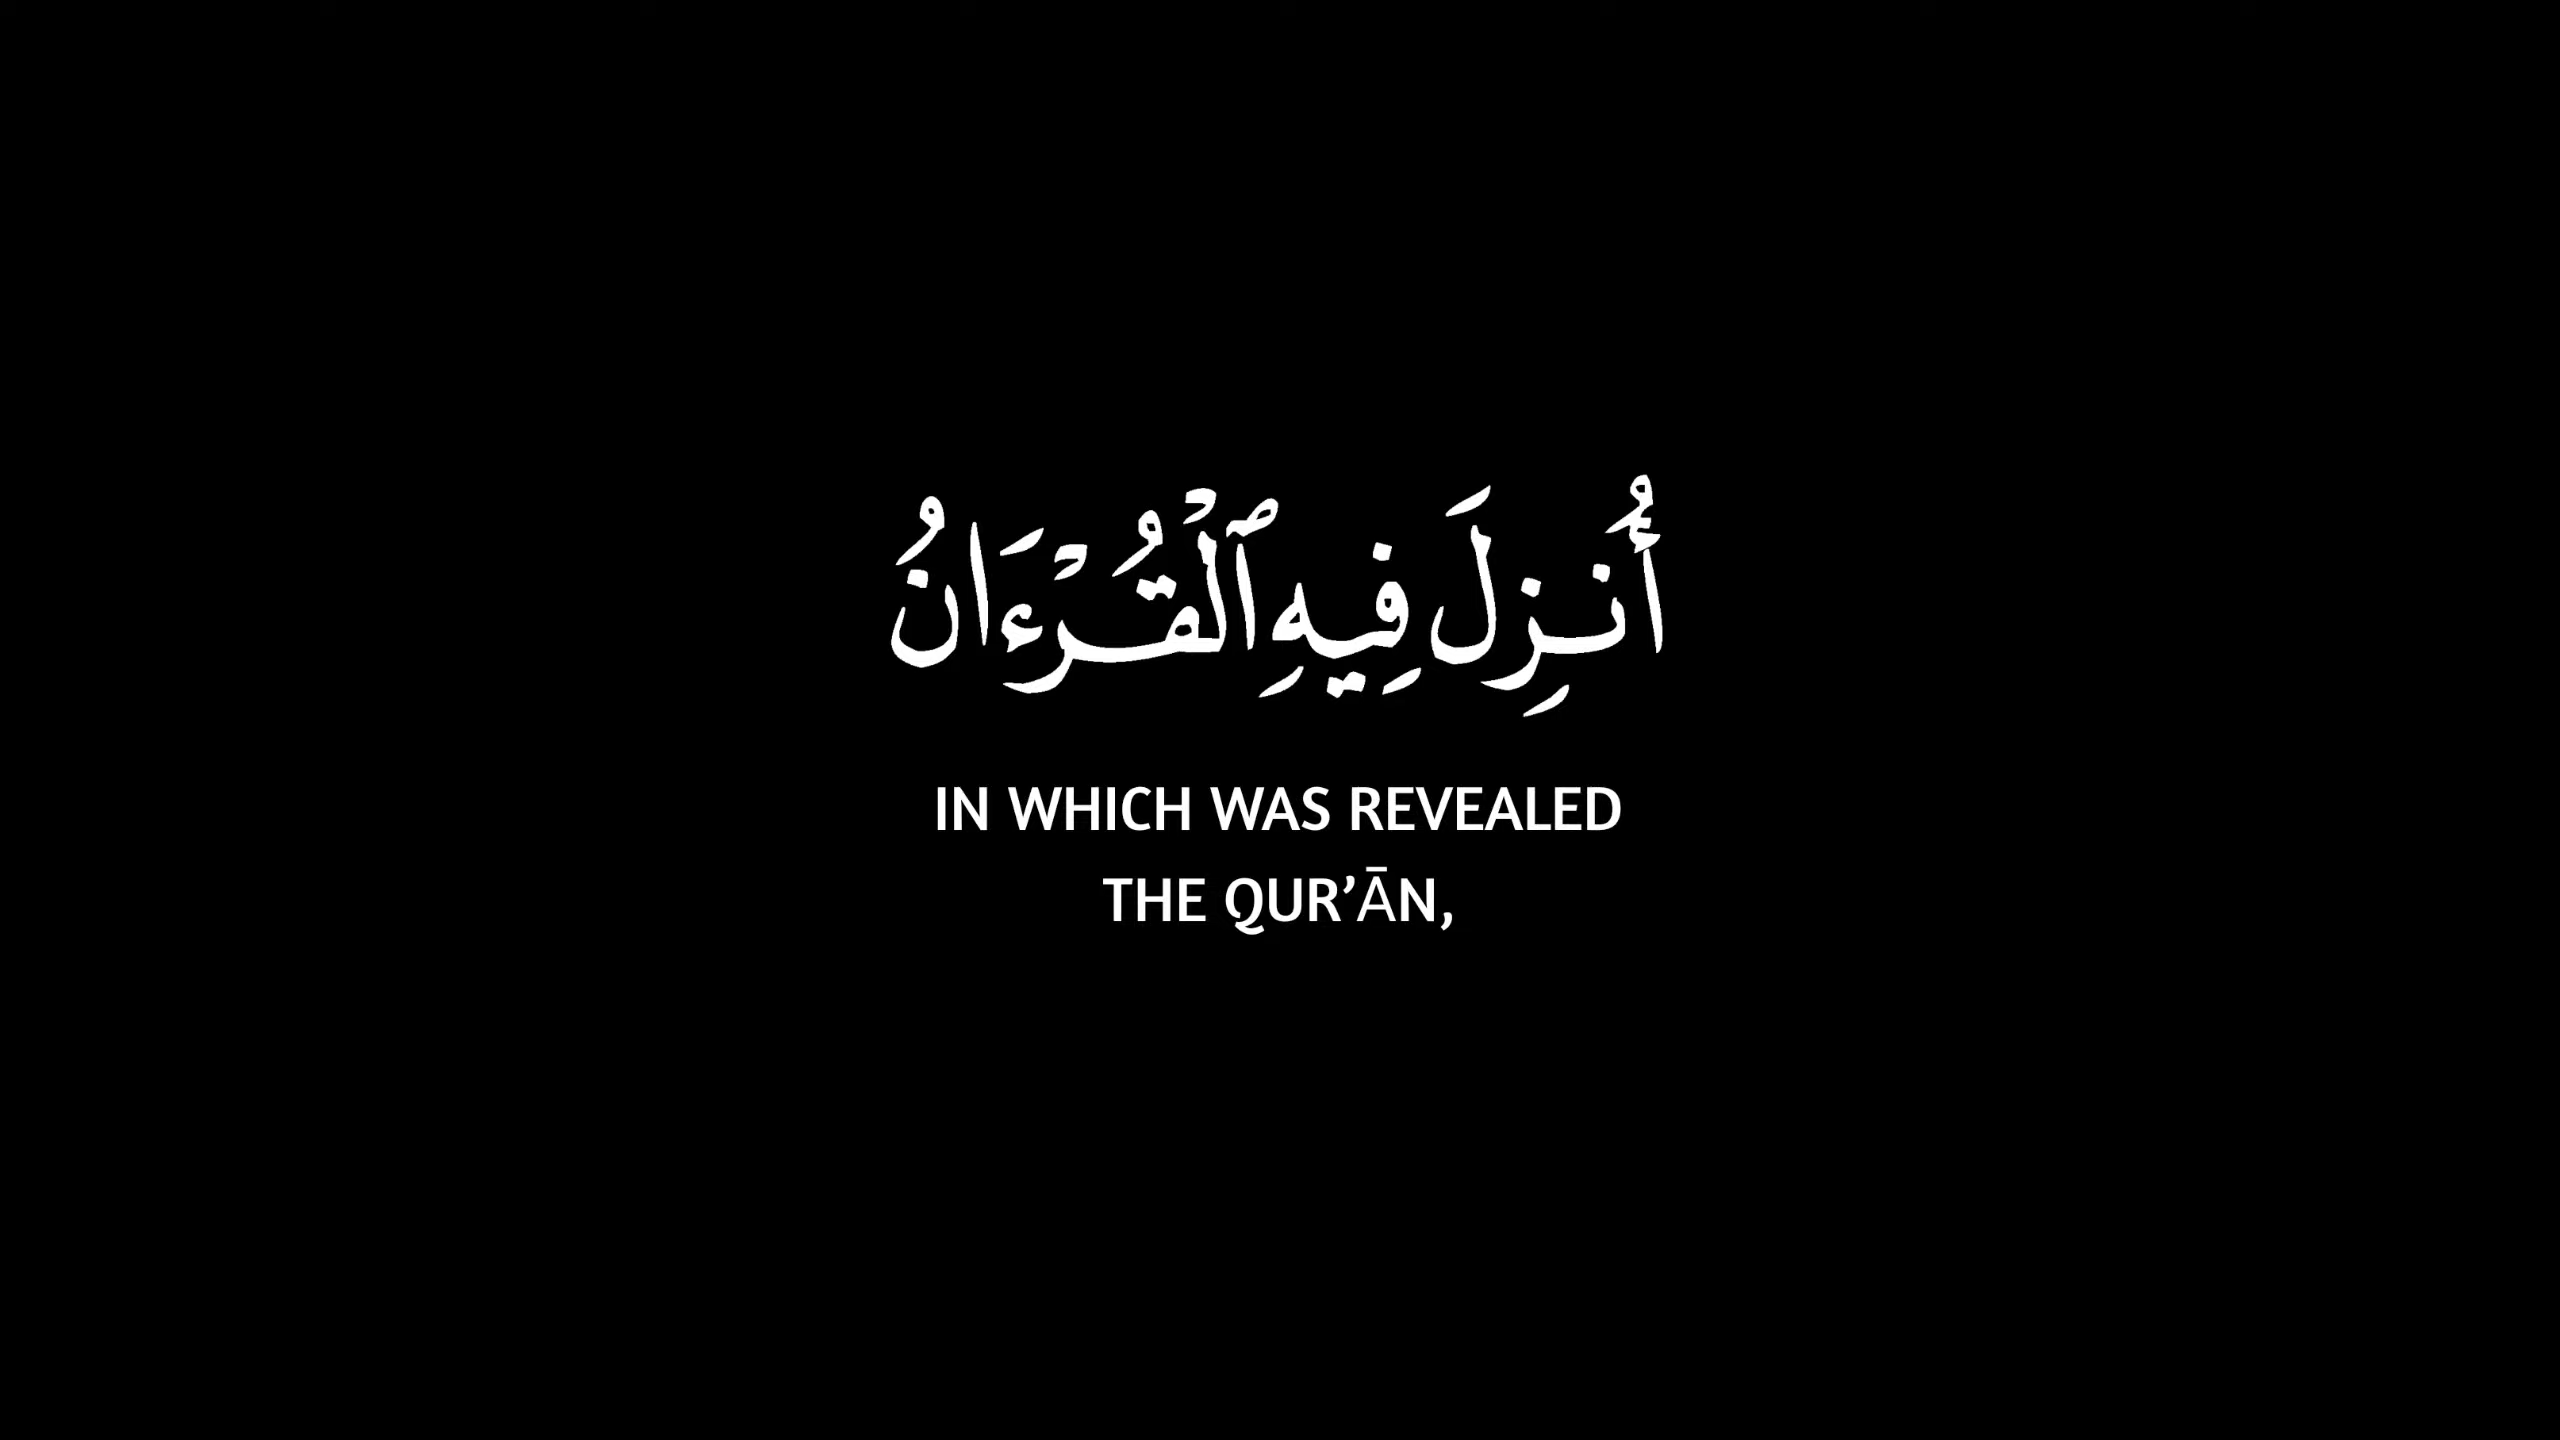 أُنزِلَ فِيهِ ٱلْقُرْءَانُ
IN WHICH WAS REVEALED
THE QUR’ĀN,